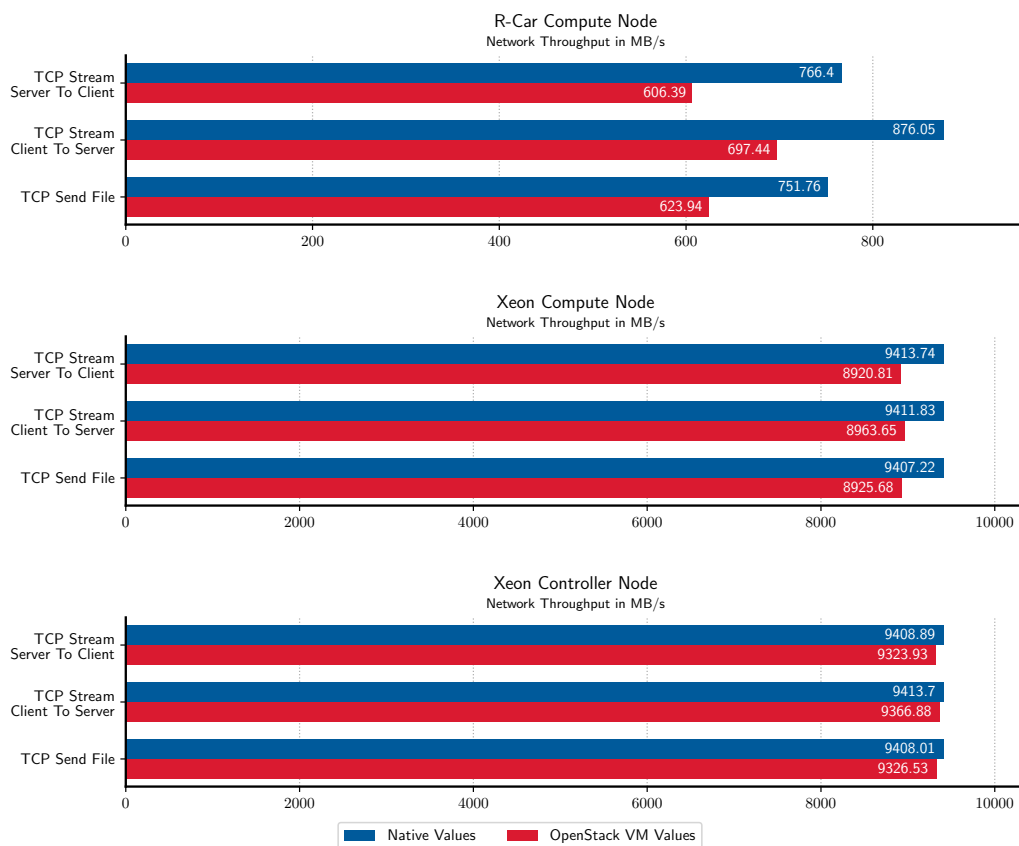 R-Car Compute Node
Network Throughput in MB/s
TCP Stream
Server To Client
766.4
606.39
TCP Stream
Client To Server
876.05
697.44
TCP Send File
751.76
623.94
0 200 400 600 800
Xeon Compute Node
Network Throughput in MB/s
TCP Stream
Server To Client
9413.74
8920.81
TCP Stream
Client To Server
9411.83
8963.65
TCP Send File
9407.22
8925.68
0 2000 4000 6000 8000 10000
Xeon Controller Node
Network Throughput in MB/s
TCP Stream
Server To Client
9408.89
9323.93
TCP Stream
Client To Server
9413.7
9366.88
TCP Send File
9408.01
9326.53
0 2000 4000 6000 8000 10000
Native Values OpenStack VM Values